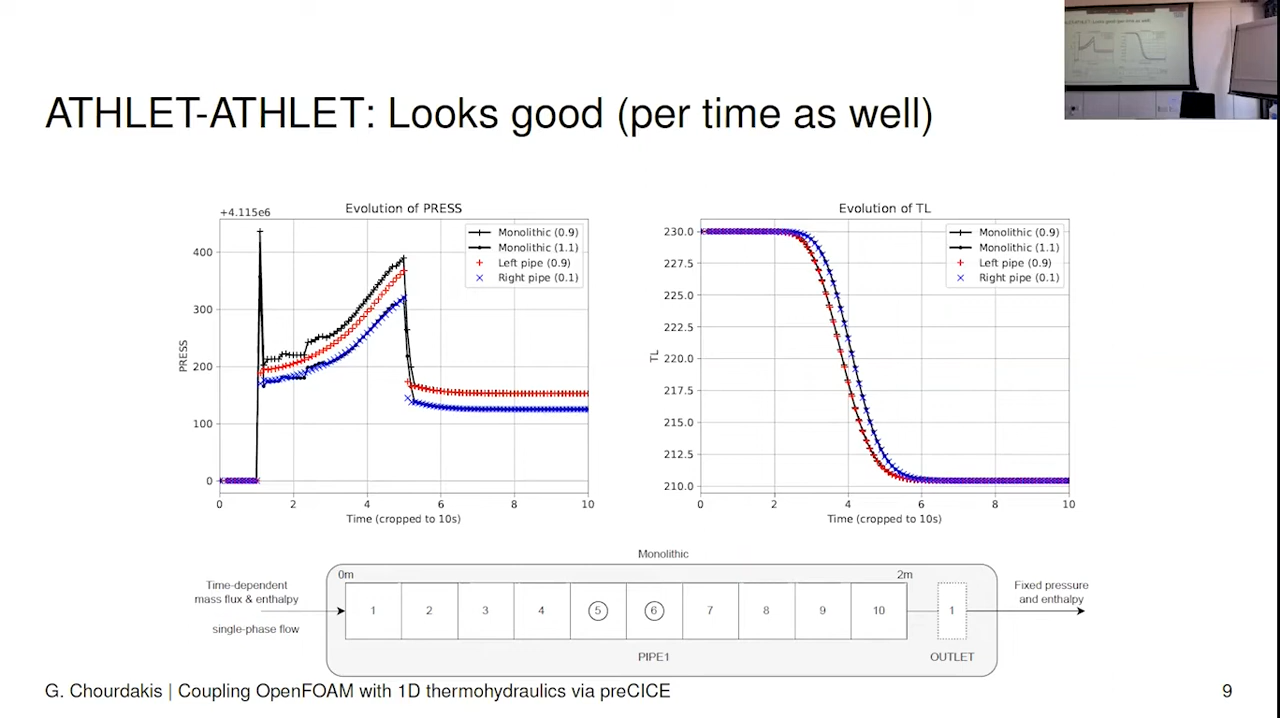 ATHLET-ATHLET: Looks good (per time as well)
+4.115e6
Evolution of PRESS
Monolithic (0.9)
Monolithic (1.1)
Left pipe (0.9)
Right pipe (0.1)
400
300
200
100
0
PRESS
0 2 4 6 8 10
Time (cropped to 10s)
Evolution of TL
Monolithic (0.9)
Monolithic (1.1)
Left pipe (0.9)
Right pipe (0.1)
230.0
227.5
225.0
222.5
220.0
217.5
215.0
212.5
210.0
TL
0 2 4 6 8 10
Time (cropped to 10s)
Monolithic
0m 2m
Time-dependent
mass flux & enthalpy
single-phase flow
1 2 3 4 5 6 7 8 9 10 1
Fixed pressure
and enthalpy
PIPE1 OUTLET
G. Chourdakis | Coupling OpenFOAM with 1D thermohydraulics via preCICE 9